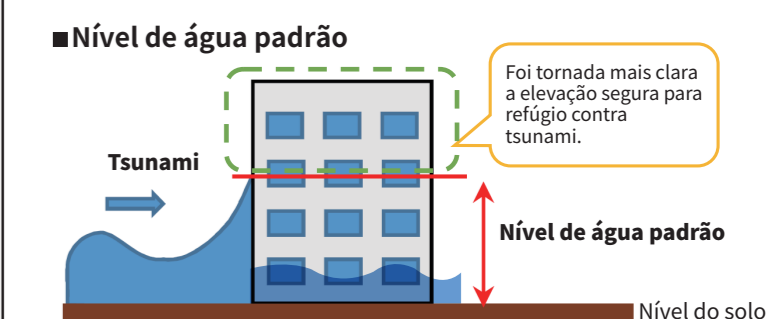 ■Nível de água padrão
Foi tornada mais clara
a elevação segura para
refúgio contra
tsunami.
Tsunami
Nível de água padrão
Nível do solo